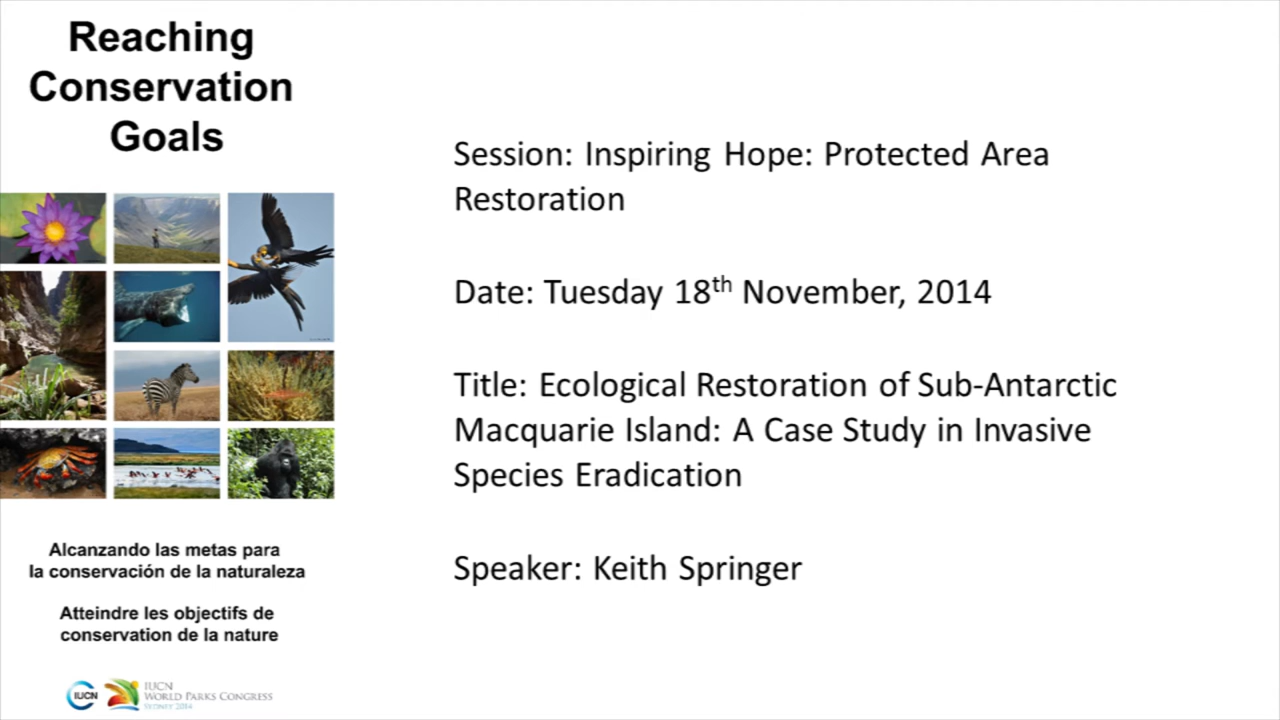 Reaching
Conservation
Goals
Session: Inspiring Hope: Protected Area
Restoration
Date: Tuesday 18th November, 2014
Title: Ecological Restoration of Sub-Antarctic
Macquarie Island: A Case Study in Invasive
Species Eradication
Speaker: Keith Springer
Alcanzando las metas para
la conservación de la naturaleza
Atteindre les objectifs de
conservation de la nature
IUCN
IUCN
World Parks Congress
Sydney 2014